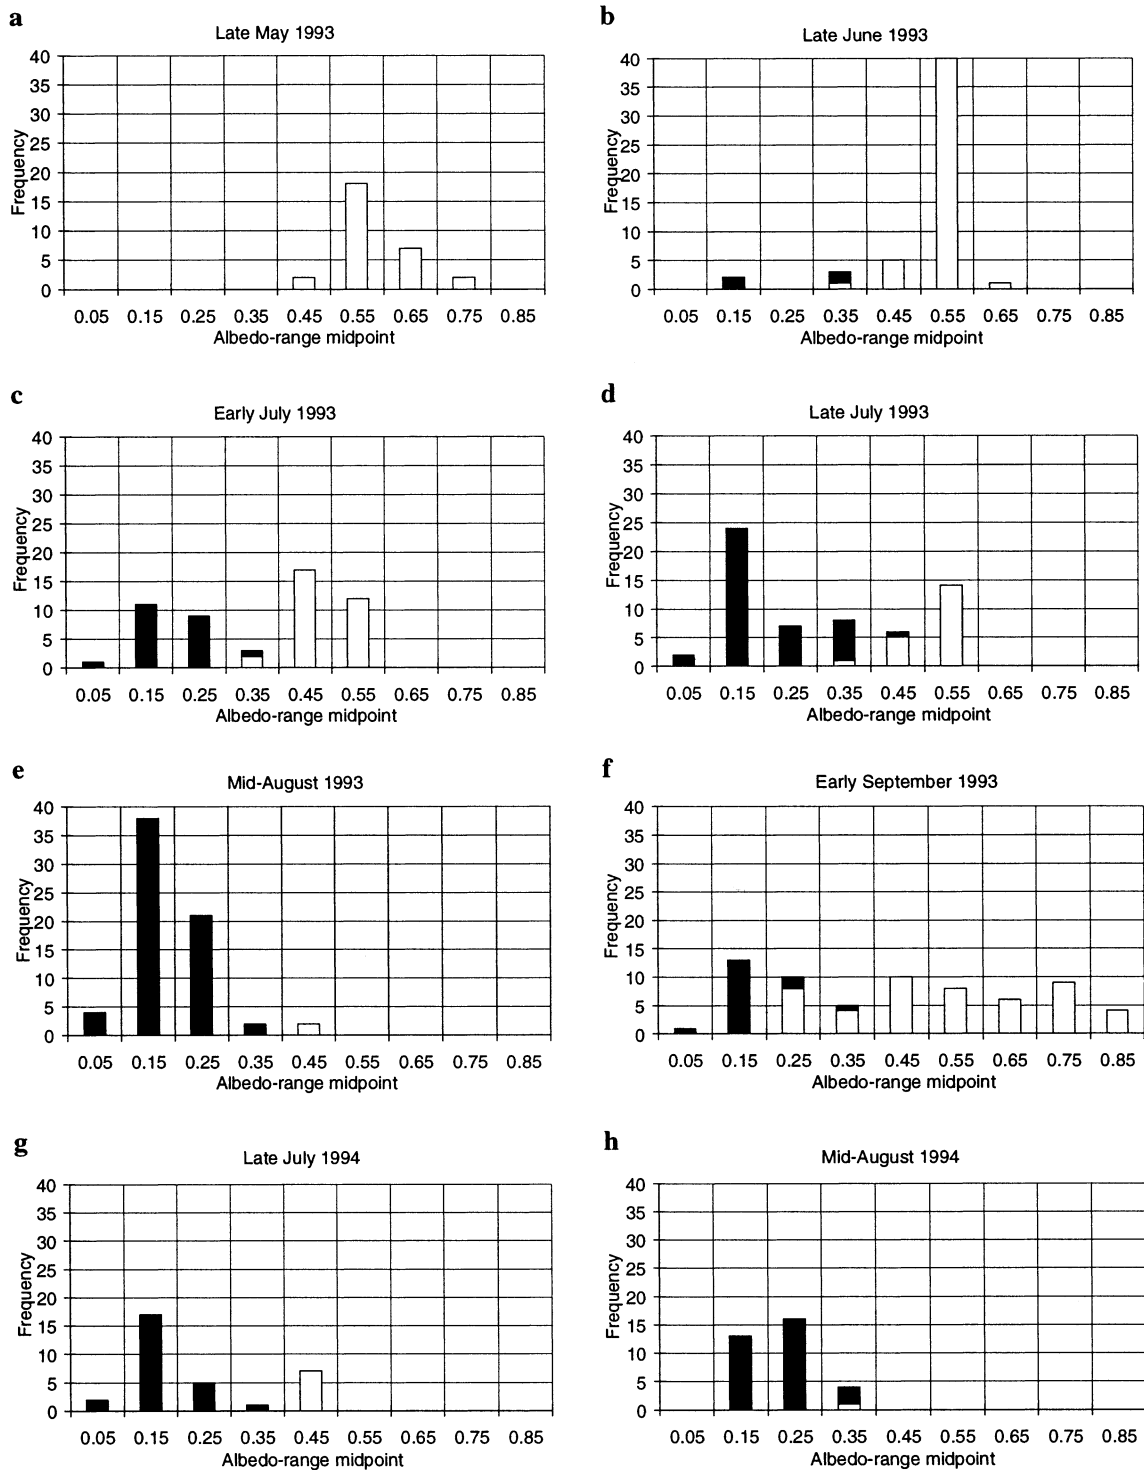 a
Late May 1993
40
35
30
25
20
15
10
5
0
Frequency
0.05 0.15 0.25 0.35 0.45 0.55 0.65 0.75 0.85
Albedo-range midpoint
b
Late June 1993
40
35
30
25
20
15
10
5
0
Frequency
0.05 0.15 0.25 0.35 0.45 0.55 0.65 0.75 0.85
Albedo-range midpoint
c
Early July 1993
40
35
30
25
20
15
10
5
0
Frequency
0.05 0.15 0.25 0.35 0.45 0.55 0.65 0.75 0.85
Albedo-range midpoint
d
Late July 1993
40
35
30
25
20
15
10
5
0
Frequency
0.05 0.15 0.25 0.35 0.45 0.55 0.65 0.75 0.85
Albedo-range midpoint
e
Mid-August 1993
40
35
30
25
20
15
10
5
0
Frequency
0.05 0.15 0.25 0.35 0.45 0.55 0.65 0.75 0.85
Albedo-range midpoint
f
Early September 1993
40
35
30
25
20
15
10
5
0
Frequency
0.05 0.15 0.25 0.35 0.45 0.55 0.65 0.75 0.85
Albedo-range midpoint
g
Late July 1994
40
35
30
25
20
15
10
5
0
Frequency
0.05 0.15 0.25 0.35 0.45 0.55 0.65 0.75 0.85
Albedo-range midpoint
h
Mid-August 1994
40
35
30
25
20
15
10
5
0
Frequency
0.05 0.15 0.25 0.35 0.45 0.55 0.65 0.75 0.85
Albedo-range midpoint